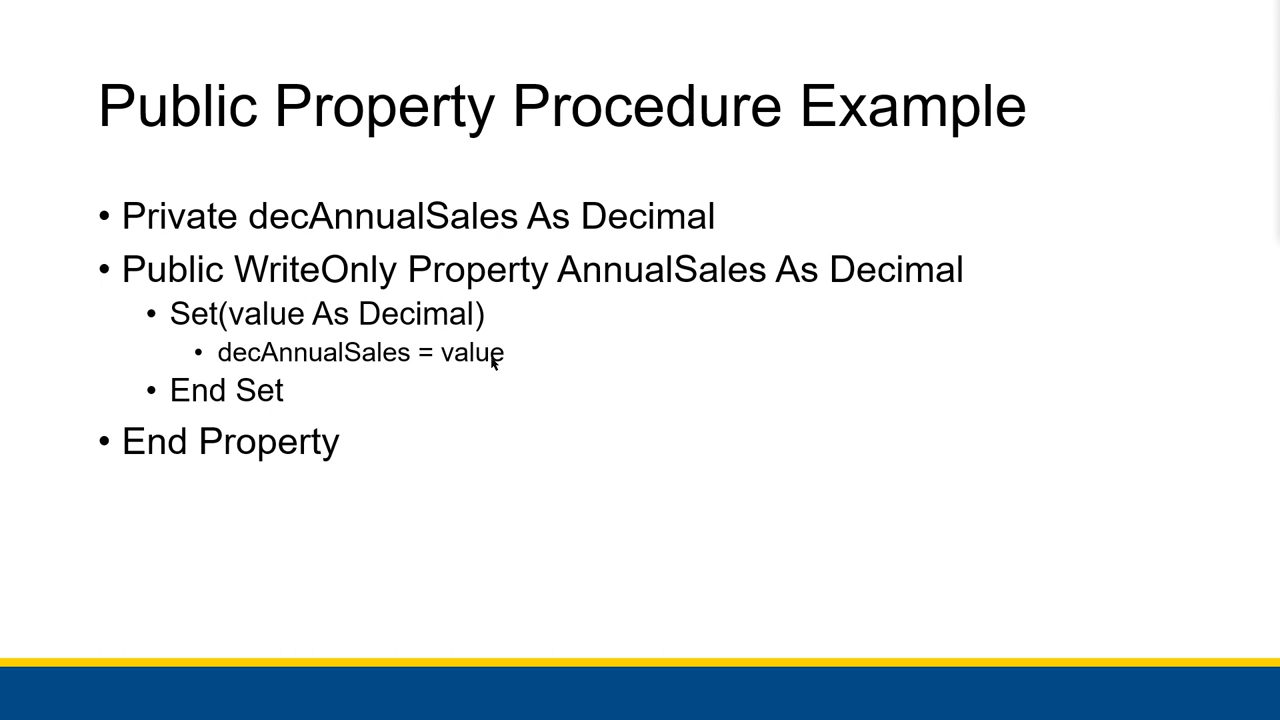 Public Property Procedure Example
• Private decAnnualSales As Decimal
• Public WriteOnly Property AnnualSales As Decimal
• Set(value As Decimal)
• decAnnualSales = value
• End Set
• End Property